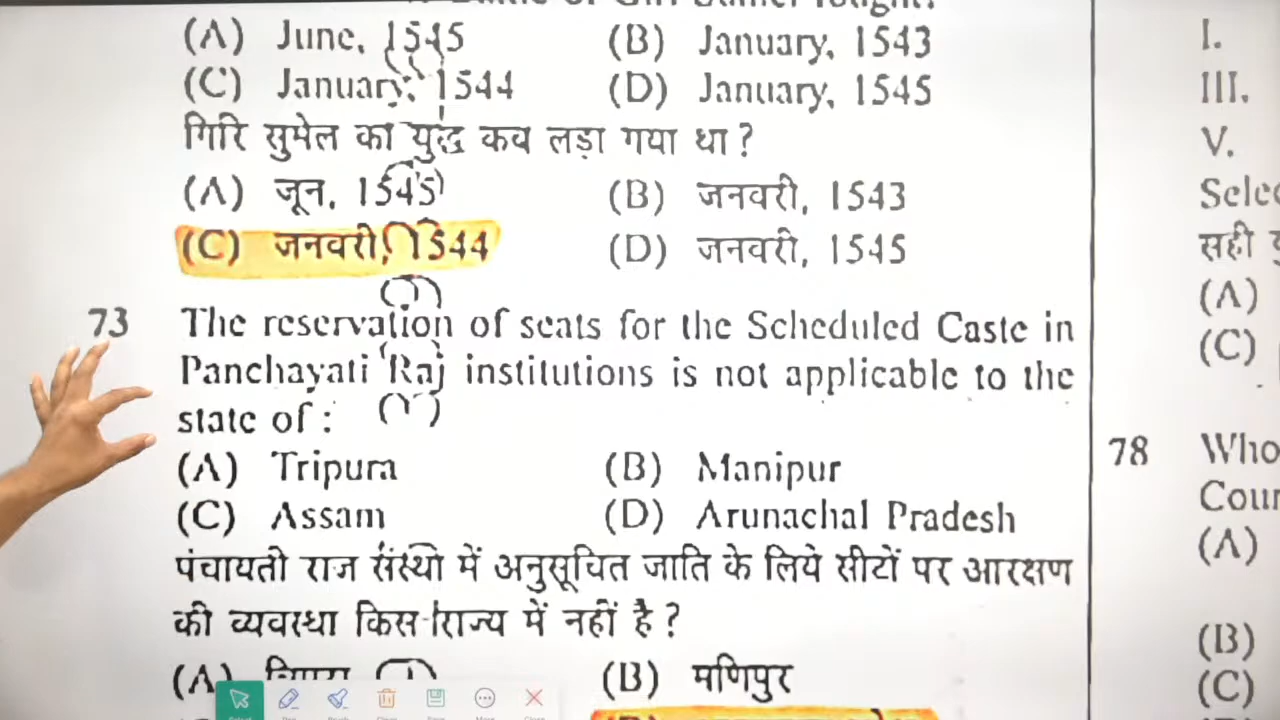 (A) June, 1545 (B) January, 1543
(C) January, 1544 (D) January, 1545
गिरि सुमेल का युद्ध कब लड़ा गया था ?
(A) जून, 1545 (B) जनवरी, 1543
(C) जनवरी, 1544 (D) जनवरी, 1545
73 The reservation of seats for the Scheduled Caste in
Panchayati Raj institutions is not applicable to the
state of :
(A) Tripura (B) Manipur
(C) Assam (D) Arunachal Pradesh
पंचायती राज संस्थाे में अनुसूचित जाति के लिये सीटों पर आरक्षण
की व्यवस्था किस राज्य में नहीं है ?
(A) (B) मणिपुर
I.
III.
V.
सही
(A)
(C)
78 Who
(A)
(B)
(C)